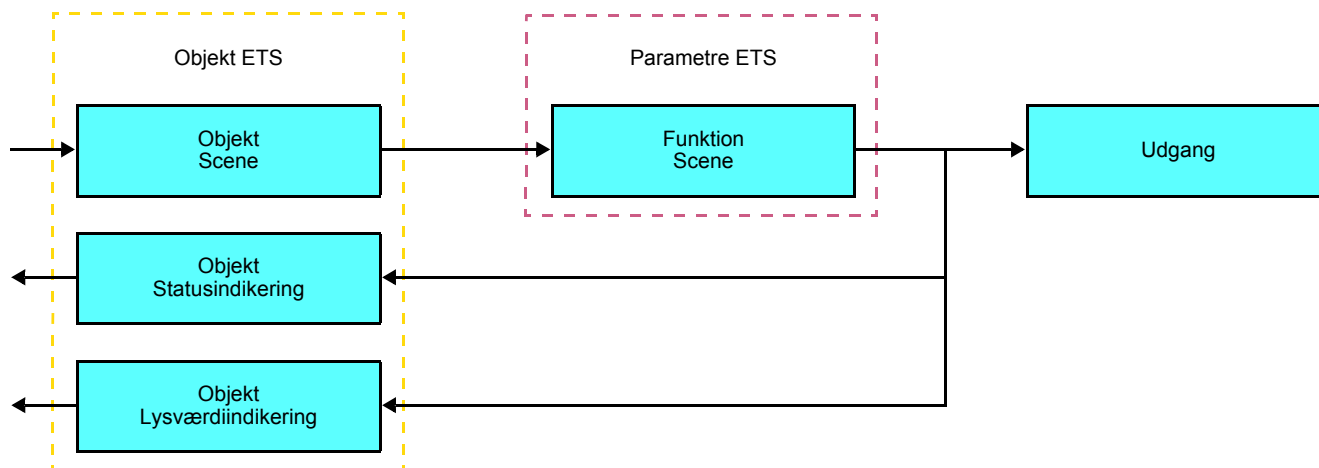 Objekt ETS
Parametre ETS
Objekt
Scene
Funktion
Scene
Udgang
Objekt
Statusindikering
Objekt
Lysværdiindikering